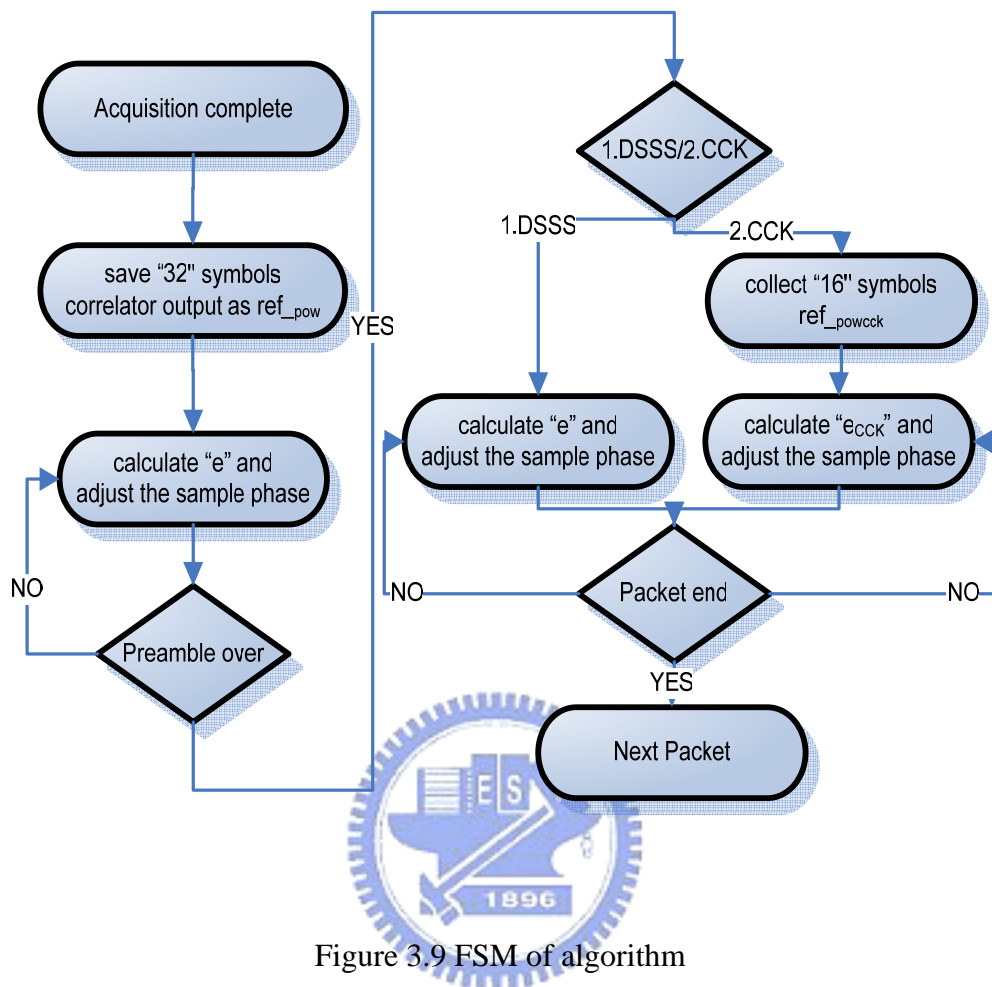 Acquisition complete
save “32” symbols
correlator output as ref_pow
calculate “e” and
adjust the sample phase
NO
Preamble over
YES
1.DSSS/2.CCK
1.DSSS
2.CCK
collect “16” symbols
ref_powcck
calculate “e” and
adjust the sample phase
calculate “eCCK” and
adjust the sample phase
NO
Packet end
NO
YES
Next Packet
E S
1896
Figure 3.9 FSM of algorithm